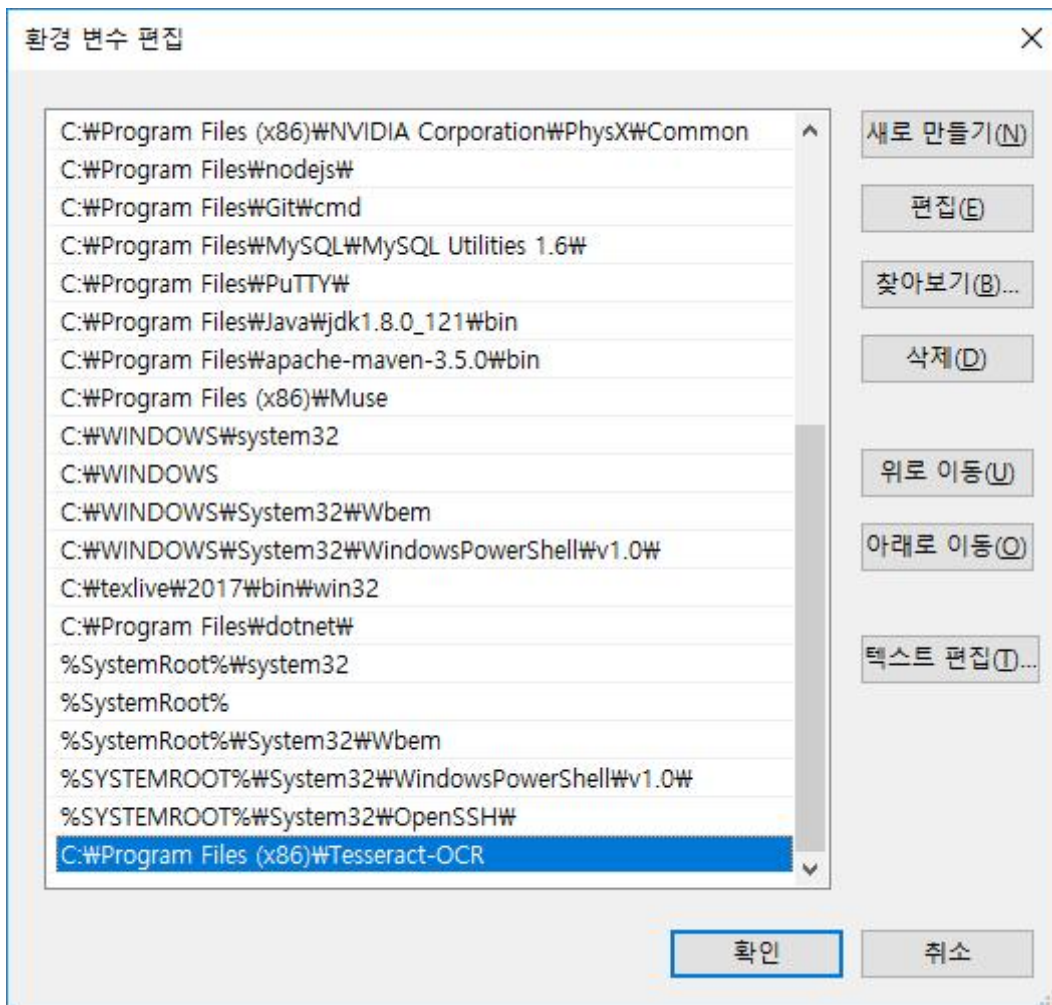 환경 변수 편집
C:₩Program Files (x86)₩NVIDIA Corporation₩PhysX₩Common
C:₩Program Files₩nodejs₩
C:₩Program Files₩Git₩cmd
C:₩Program Files₩MySQL₩MySQL Utilities 1.6₩
C:₩Program Files₩PuTTY₩
C:₩Program Files₩Java₩jdk1.8.0_121₩bin
C:₩Program Files₩apache-maven-3.5.0₩bin
C:₩Program Files (x86)₩Muse
C:₩WINDOWS₩system32
C:₩WINDOWS
C:₩WINDOWS₩System32₩Wbem
C:₩WINDOWS₩System32₩WindowsPowerShell₩v1.0₩
C:₩texlive₩2017₩bin₩win32
C:₩Program Files₩dotnet₩
%SystemRoot%₩system32
%SystemRoot%
%SystemRoot%₩System32₩Wbem
%SYSTEMROOT%₩System32₩WindowsPowerShell₩v1.0₩
%SYSTEMROOT%₩System32₩OpenSSH₩
C:₩Program Files (x86)₩Tesseract-OCR
새로 만들기(N)
편집(E)
찾아보기(B)...
삭제(D)
위로 이동(U)
아래로 이동(O)
텍스트 편집(T)...
확인
취소